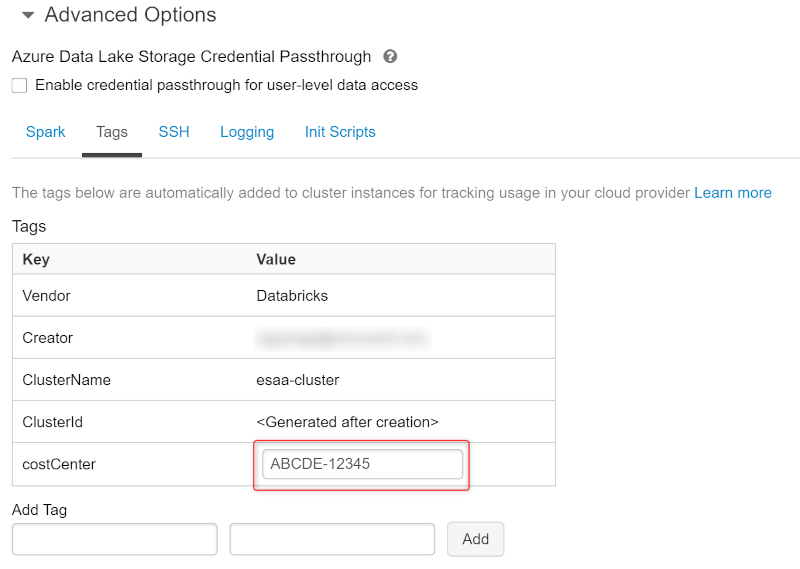 Advanced Options
Azure Data Lake Storage Credential Passthrough ?
Enable credential passthrough for user-level data access
Spark Tags SSH Logging Init Scripts
The tags below are automatically added to cluster instances for tracking usage in your cloud provider Learn more
Tags
Key Value
Vendor Databricks
Creator
ClusterName esaa-cluster
ClusterId <Generated after creation>
costCenter ABCDE-12345
Add Tag
Add